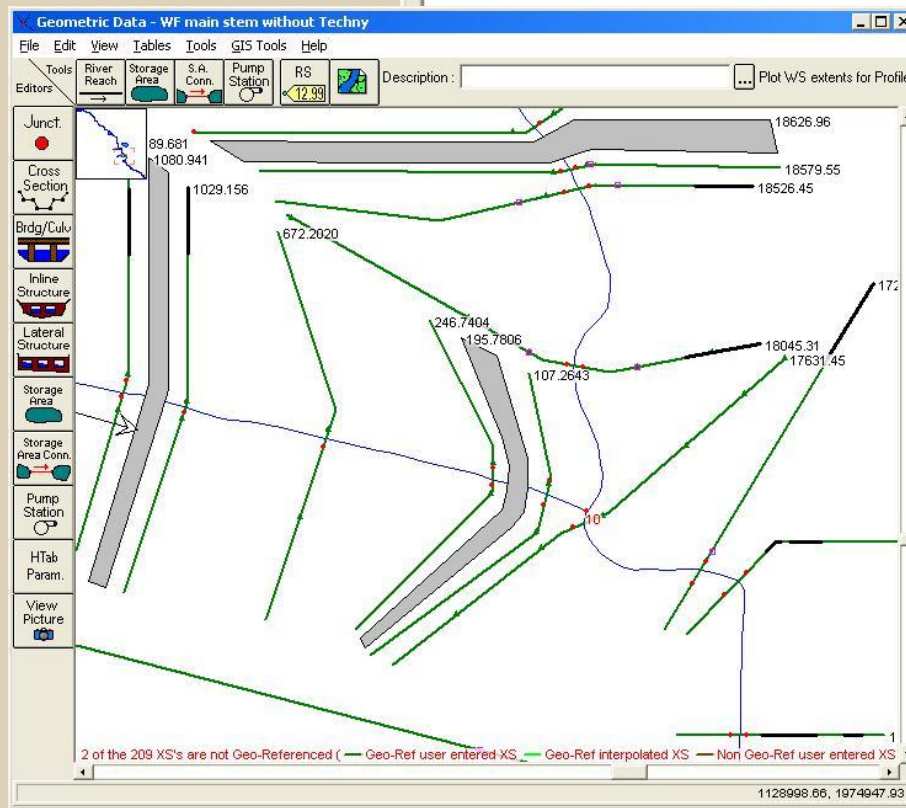 Geometric Data - WF main stem without Techny
File Edit View Tables Tools GIS Tools Help
Tools
Editors
River
Reach
Storage
Area
S.A.
Conn.
Pump
Station
RS
12.99
Description :
...
Plot WS extents for Profile
Junct.
Cross
Section
Brdg/Culv
Inline
Structure
Lateral
Structure
Storage
Area
Storage
Area Conn.
Pump
Station
HTab
Param.
View
Picture
18626.96
89.681
1080.941
18579.55
1029.156
18526.45
672.2020
172
246.7404
195.7806
18045.31
17631.45
107.2643
10
1
2 of the 209 XS's are not Geo-Referenced ( Geo-Ref user entered XS Geo-Ref interpolated XS Non Geo-Ref user entered XS
1128998.66, 1974947.93